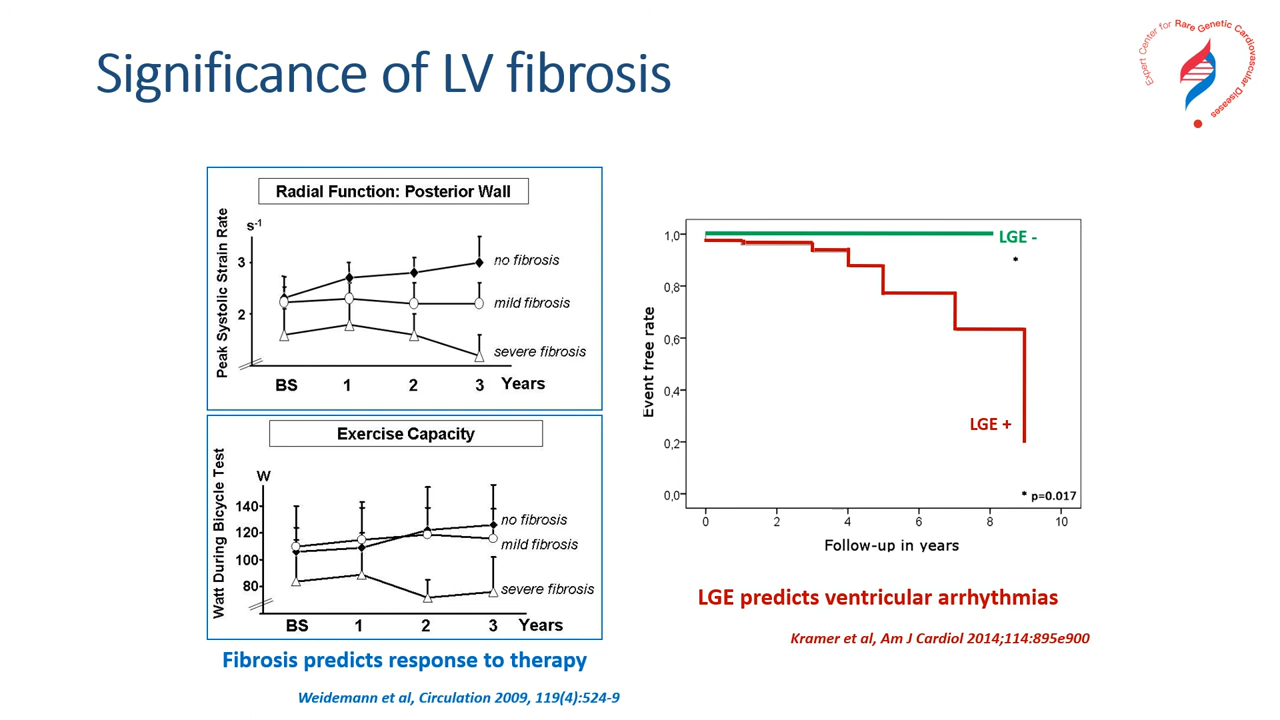 Significance of LV fibrosis
Expert Center for Rare Genetic Cardiovascular Diseases
Radial Function: Posterior Wall
Peak Systolic Strain Rate
s-1
3
2
no fibrosis
mild fibrosis
severe fibrosis
BS 1 2 3 Years
Exercise Capacity
Watt During Bicycle Test
W
140
120
100
80
no fibrosis
mild fibrosis
severe fibrosis
BS 1 2 3 Years
Fibrosis predicts response to therapy
Weidemann et al, Circulation 2009, 119(4):524-9
Event free rate
1,0
0,8
0,6
0,4
0,2
0,0
LGE -
*
LGE +
* p=0.017
0 2 4 6 8 10
Follow-up in years
LGE predicts ventricular arrhythmias
Kramer et al, Am J Cardiol 2014;114:895e900